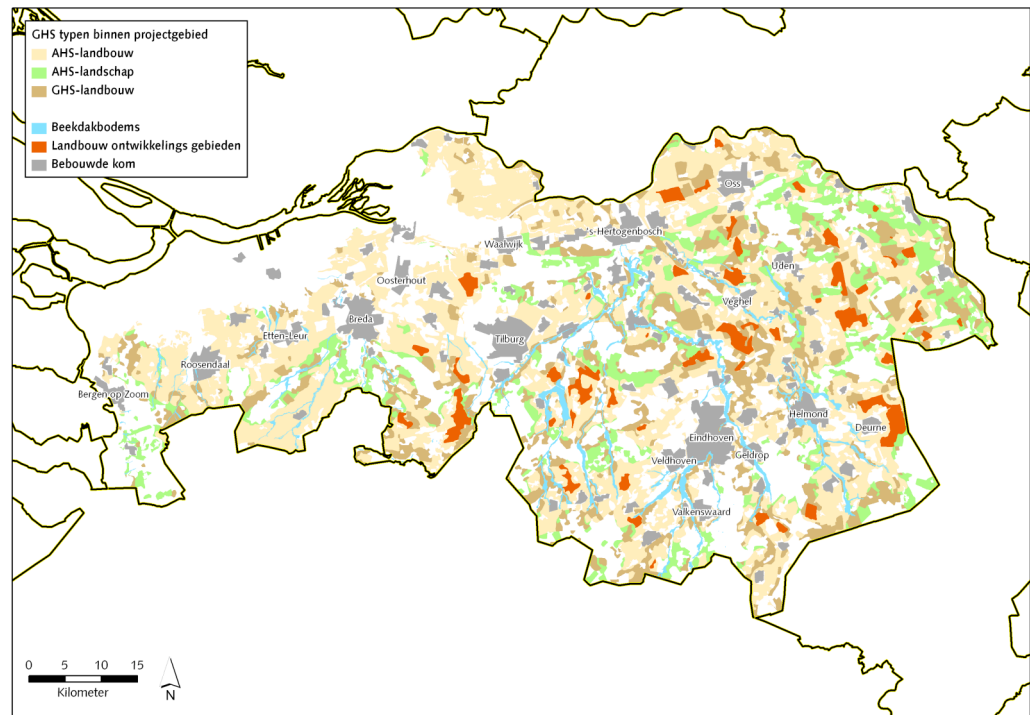 GHS typen binnen projectgebied
AHS-landbouw
AHS-landschap
GHS-landbouw
Beekdakbodems
Landbouw ontwikkelings gebieden
Bebouwde kom
Oss
's-Hertogenbosch
Waalwijk
Uden
Oosterhout
Veghel
Breda
Etten-Leur
Tilburg
Roosendaal
Bergen op Zoom
Helmond
Deurne
Eindhoven
Geldrop
Veldhoven
Valkenswaard
0 5 10 15
Kilometer
N